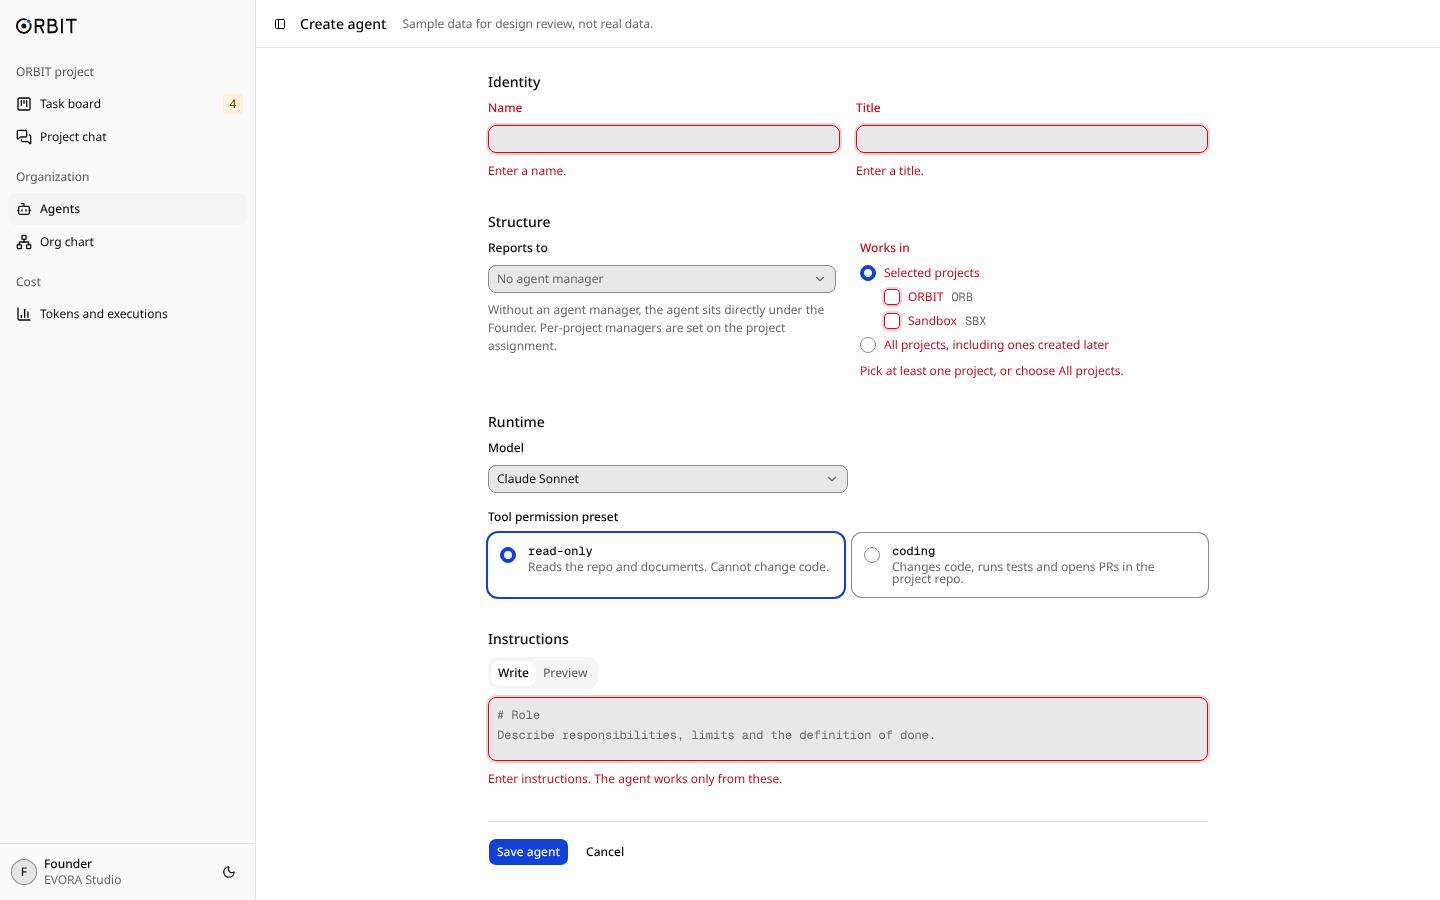 ORBIT
ORBIT project
Task board 4
Project chat
Organization
Agents
Org chart
Cost
Tokens and executions
F
Founder
EVORA Studio
Create agent
Sample data for design review, not real data.
Identity
Name
Enter a name.
Title
Enter a title.
Structure
Reports to
No agent manager
Without an agent manager, the agent sits directly under the
Founder. Per-project managers are set on the project
assignment.
Works in
Selected projects
ORBIT ORB
Sandbox SBX
All projects, including ones created later
Pick at least one project, or choose All projects.
Runtime
Model
Claude Sonnet
Tool permission preset
read-only
Reads the repo and documents. Cannot change code.
coding
Changes code, runs tests and opens PRs in the
project repo.
Instructions
Write Preview
# Role
Describe responsibilities, limits and the definition of done.
Enter instructions. The agent works only from these.
Save agent Cancel